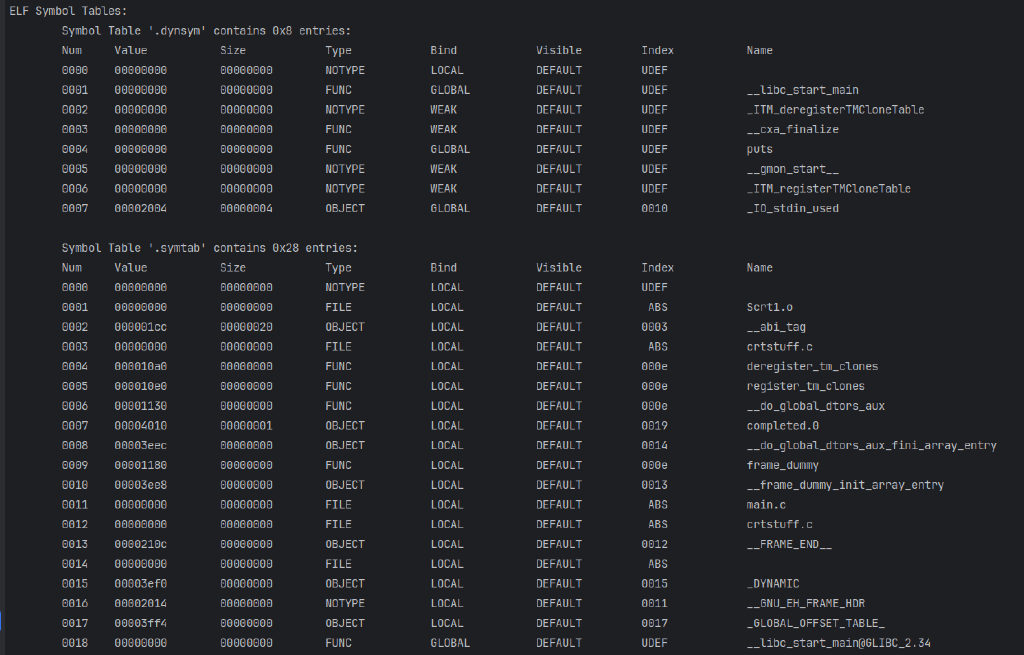 ELF Symbol Tables:
Symbol Table '.dynsym' contains 0x8 entries:
Num Value Size Type Bind Visible Index Name
0000 00000000 00000000 NOTYPE LOCAL DEFAULT UDEF
0001 00000000 00000000 FUNC GLOBAL DEFAULT UDEF __libc_start_main
0002 00000000 00000000 NOTYPE WEAK DEFAULT UDEF _ITM_deregisterTMCloneTable
0003 00000000 00000000 FUNC WEAK DEFAULT UDEF __cxa_finalize
0004 00000000 00000000 FUNC GLOBAL DEFAULT UDEF puts
0005 00000000 00000000 NOTYPE WEAK DEFAULT UDEF __gmon_start__
0006 00000000 00000000 NOTYPE WEAK DEFAULT UDEF _ITM_registerTMCloneTable
0007 00002004 00000004 OBJECT GLOBAL DEFAULT 0010 _IO_stdin_used
Symbol Table '.symtab' contains 0x28 entries:
Num Value Size Type Bind Visible Index Name
0000 00000000 00000000 NOTYPE LOCAL DEFAULT UDEF
0001 00000000 00000000 FILE LOCAL DEFAULT ABS Scrt1.o
0002 000001cc 00000020 OBJECT LOCAL DEFAULT 0003 __abi_tag
0003 00000000 00000000 FILE LOCAL DEFAULT ABS crtstuff.c
0004 000010a0 00000000 FUNC LOCAL DEFAULT 000e deregister_tm_clones
0005 000010e0 00000000 FUNC LOCAL DEFAULT 000e register_tm_clones
0006 00001130 00000000 FUNC LOCAL DEFAULT 000e __do_global_dtors_aux
0007 00004010 00000001 OBJECT LOCAL DEFAULT 0019 completed.0
0008 00003eec 00000000 OBJECT LOCAL DEFAULT 0014 __do_global_dtors_aux_fini_array_entry
0009 00001180 00000000 FUNC LOCAL DEFAULT 000e frame_dummy
0010 00003ee8 00000000 OBJECT LOCAL DEFAULT 0013 __frame_dummy_init_array_entry
0011 00000000 00000000 FILE LOCAL DEFAULT ABS main.c
0012 00000000 00000000 FILE LOCAL DEFAULT ABS crtstuff.c
0013 0000210c 00000000 OBJECT LOCAL DEFAULT 0012 __FRAME_END__
0014 00000000 00000000 FILE LOCAL DEFAULT ABS
0015 00003ef0 00000000 OBJECT LOCAL DEFAULT 0015 _DYNAMIC
0016 00002014 00000000 NOTYPE LOCAL DEFAULT 0011 __GNU_EH_FRAME_HDR
0017 00003ff4 00000000 OBJECT LOCAL DEFAULT 0017 _GLOBAL_OFFSET_TABLE_
0018 00000000 00000000 FUNC GLOBAL DEFAULT UDEF __libc_start_main@GLIBC_2.34